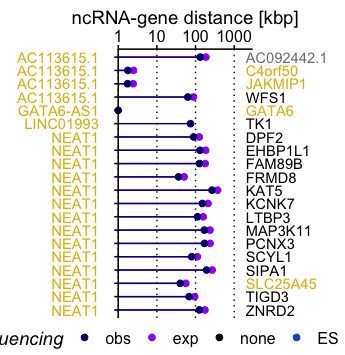 ncRNA-gene distance [kbp]
1 10 100 1000
AC113615.1 AC092442.1
AC113615.1 C4orf50
AC113615.1 JAKMIP1
AC113615.1 WFS1
GATA6-AS1 GATA6
LINC01993 TK1
NEAT1 DPF2
NEAT1 EHBP1L1
NEAT1 FAM89B
NEAT1 FRMD8
NEAT1 KAT5
NEAT1 KCNK7
NEAT1 LTBP3
NEAT1 MAP3K11
NEAT1 PCNX3
NEAT1 SCYL1
NEAT1 SIPA1
NEAT1 SLC25A45
NEAT1 TIGD3
NEAT1 ZNRD2
uencing obs exp none ES